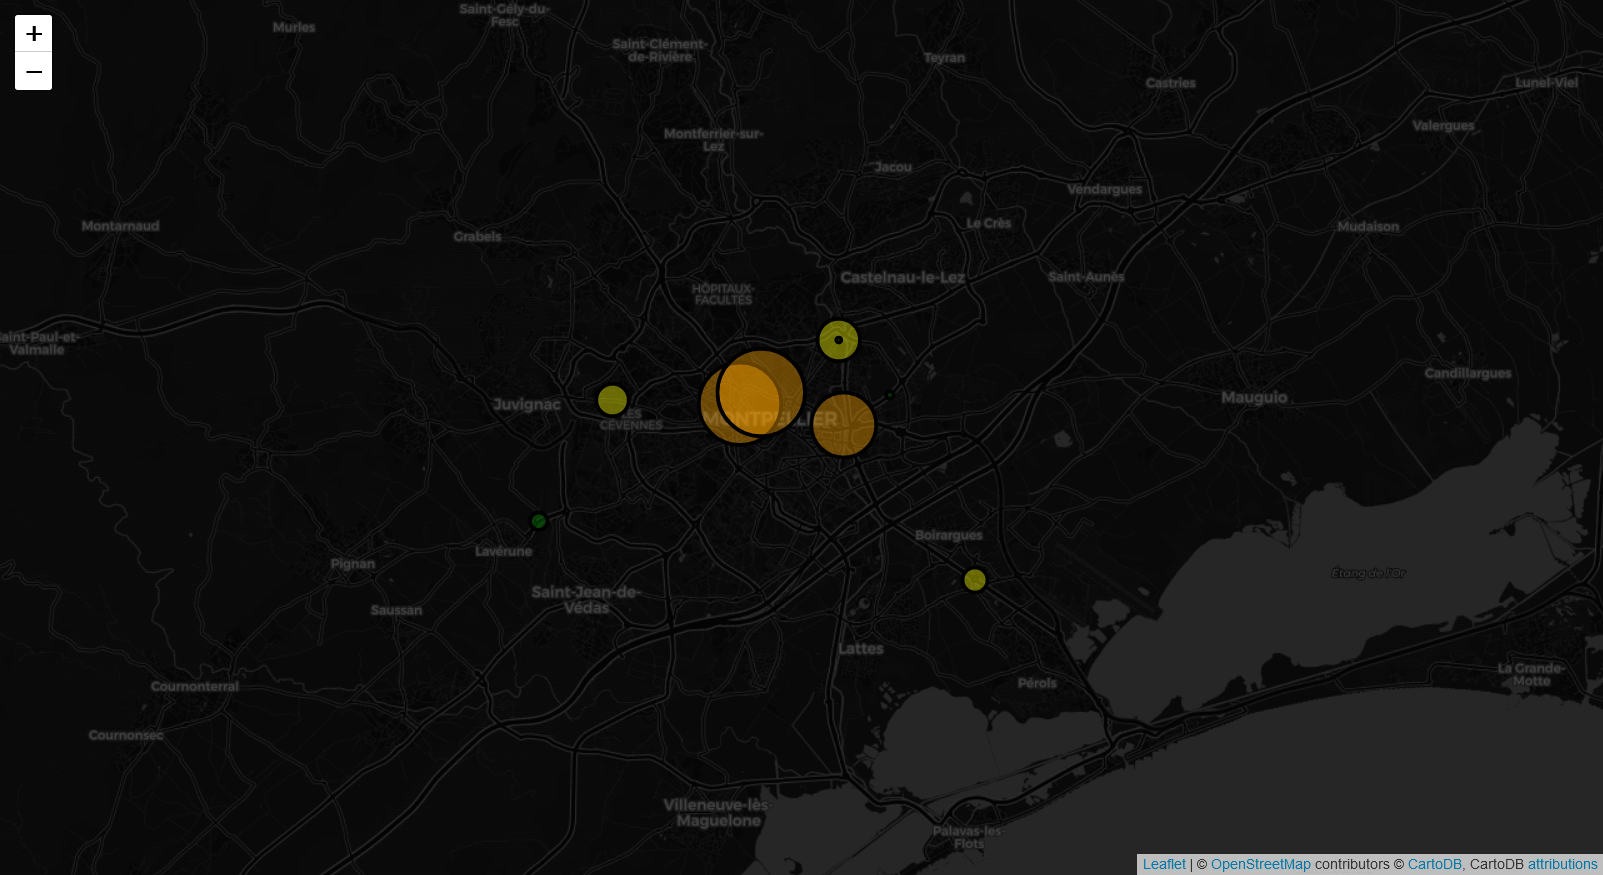 +
−
Saint-Gély-du-
Fesc
Murles
Saint-Clément-
de-Rivière
Teyran
Castries
Lunel-Viel
Valergues
Montferrier-sur-
Lez
Jacou
Vendargues
Montarnaud
Grabels
Le Crès
Mudaison
Castelnau-le-Lez
Saint-Aunès
HÔPITAUX-
FACULTÉS
Saint-Paul-et-
Valmalle
Candillargues
Mauguio
Juvignac
LES
CÉVENNES
MONTPELLIER
Boirargues
Lavérune
Pignan
Étang de l'Or
Saint-Jean-de-
Védas
Saussan
Lattes
La Grande-
Motte
Pérols
Cournonterral
Cournonsec
Villeneuve-lès-
Maguelone
Palavas-les-
Flots
Leaflet | © OpenStreetMap contributors © CartoDB, CartoDB attributions